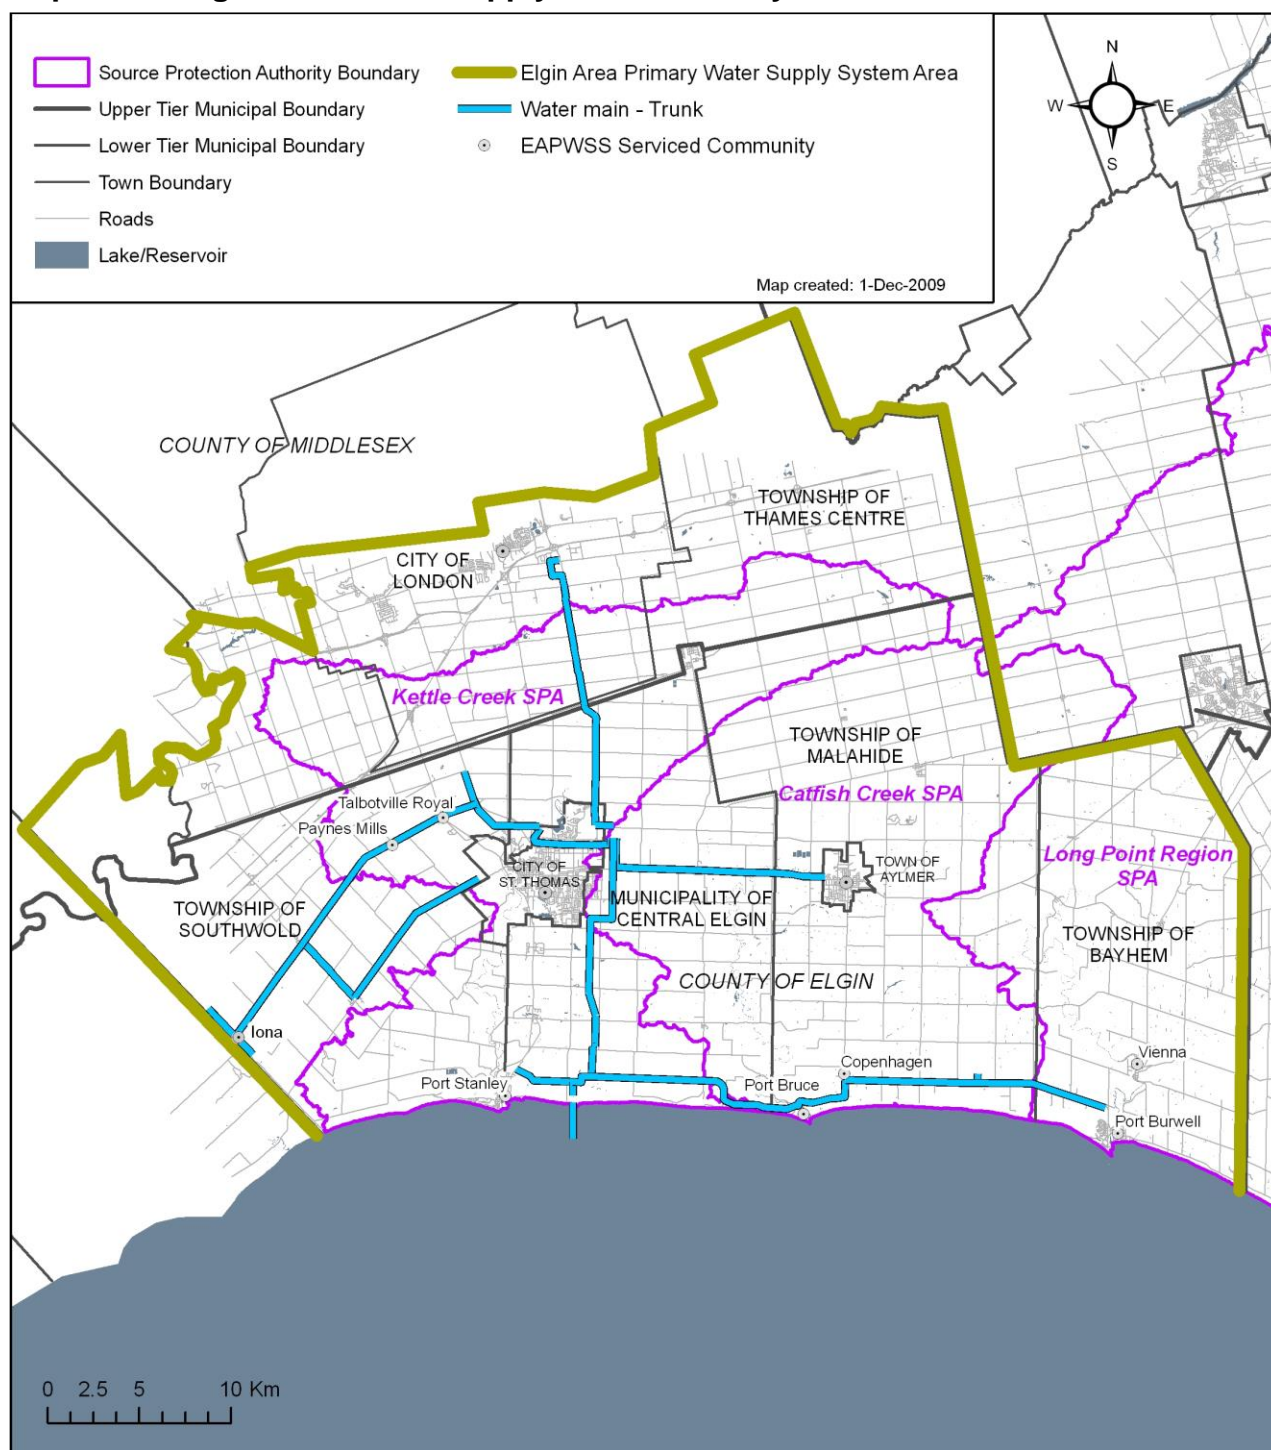 Source Protection Authority Boundary
Upper Tier Municipal Boundary
Lower Tier Municipal Boundary
Town Boundary
Roads
Lake/Reservoir
Elgin Area Primary Water Supply System Area
Water main - Trunk
EAPWSS Serviced Community
Map created: 1-Dec-2009
N
W
E
S
COUNTY OF MIDDLESEX
TOWNSHIP OF
THAMES CENTRE
CITY OF
LONDON
Kettle Creek SPA
TOWNSHIP OF
MALAHIDE
Catfish Creek SPA
Talbotville Royal
Paynes Mills
CITY OF
ST. THOMAS
TOWN OF
AYLMER
Long Point Region
SPA
TOWNSHIP OF
SOUTHWOLD
MUNICIPALITY OF
CENTRAL ELGIN
TOWNSHIP OF
BAYHEM
COUNTY OF ELGIN
Iona
Copenhagen
Vienna
Port Stanley
Port Bruce
Port Burwell
0 2.5 5 10 Km